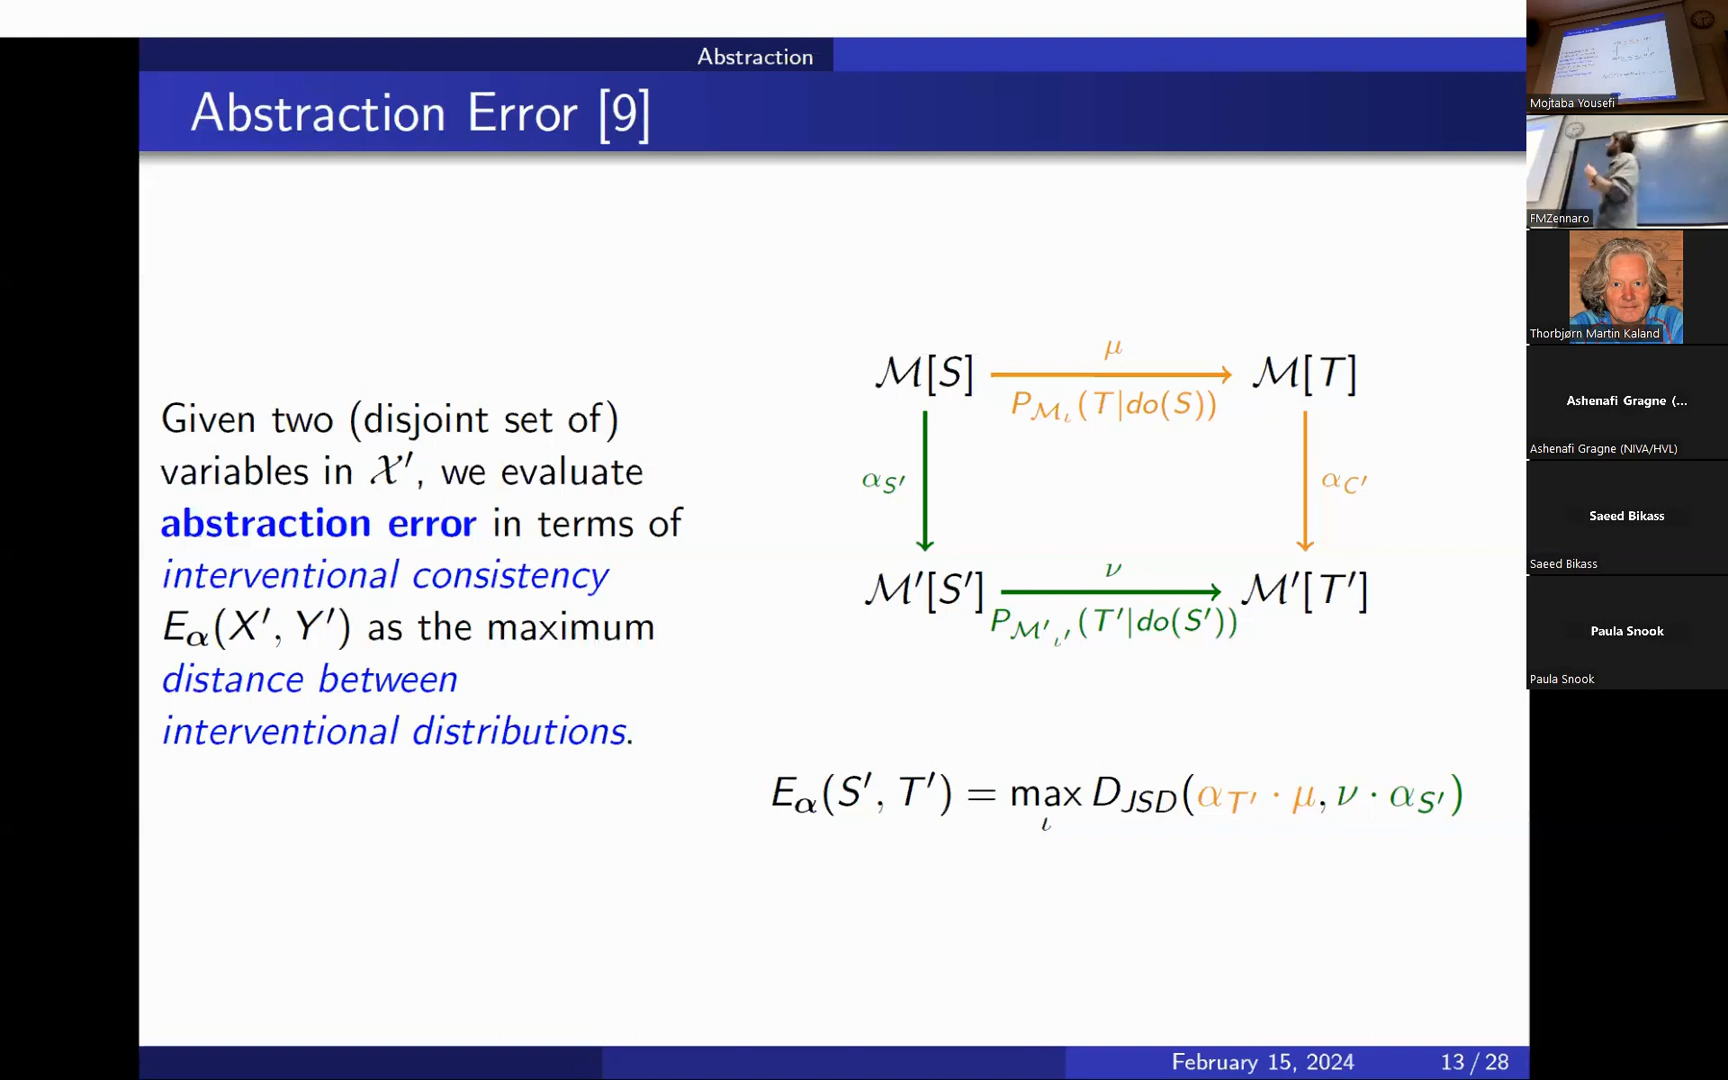 Abstraction
Abstraction Error [9]
Given two (disjoint set of)
variables in 𝒳′, we evaluate
abstraction error in terms of
interventional consistency
E_α(X′, Y′) as the maximum
distance between
interventional distributions.
μ
ℳ[S] ℳ[T]
P_ℳ_ι(T|do(S))
α_S′ α_C′
ν
ℳ′[S′] ℳ′[T′]
P_ℳ′_ι′(T′|do(S′))
E_α(S′, T′) = max_ι D_JSD(α_T′ · μ, ν · α_S′)
February 15, 2024 13 / 28
Mojtaba Yousefi
FMZennaro
Thorbjørn Martin Kaland
Ashenafi Gragne (...
Ashenafi Gragne (NIVA/HVL)
Saeed Bikass
Saeed Bikass
Paula Snook
Paula Snook